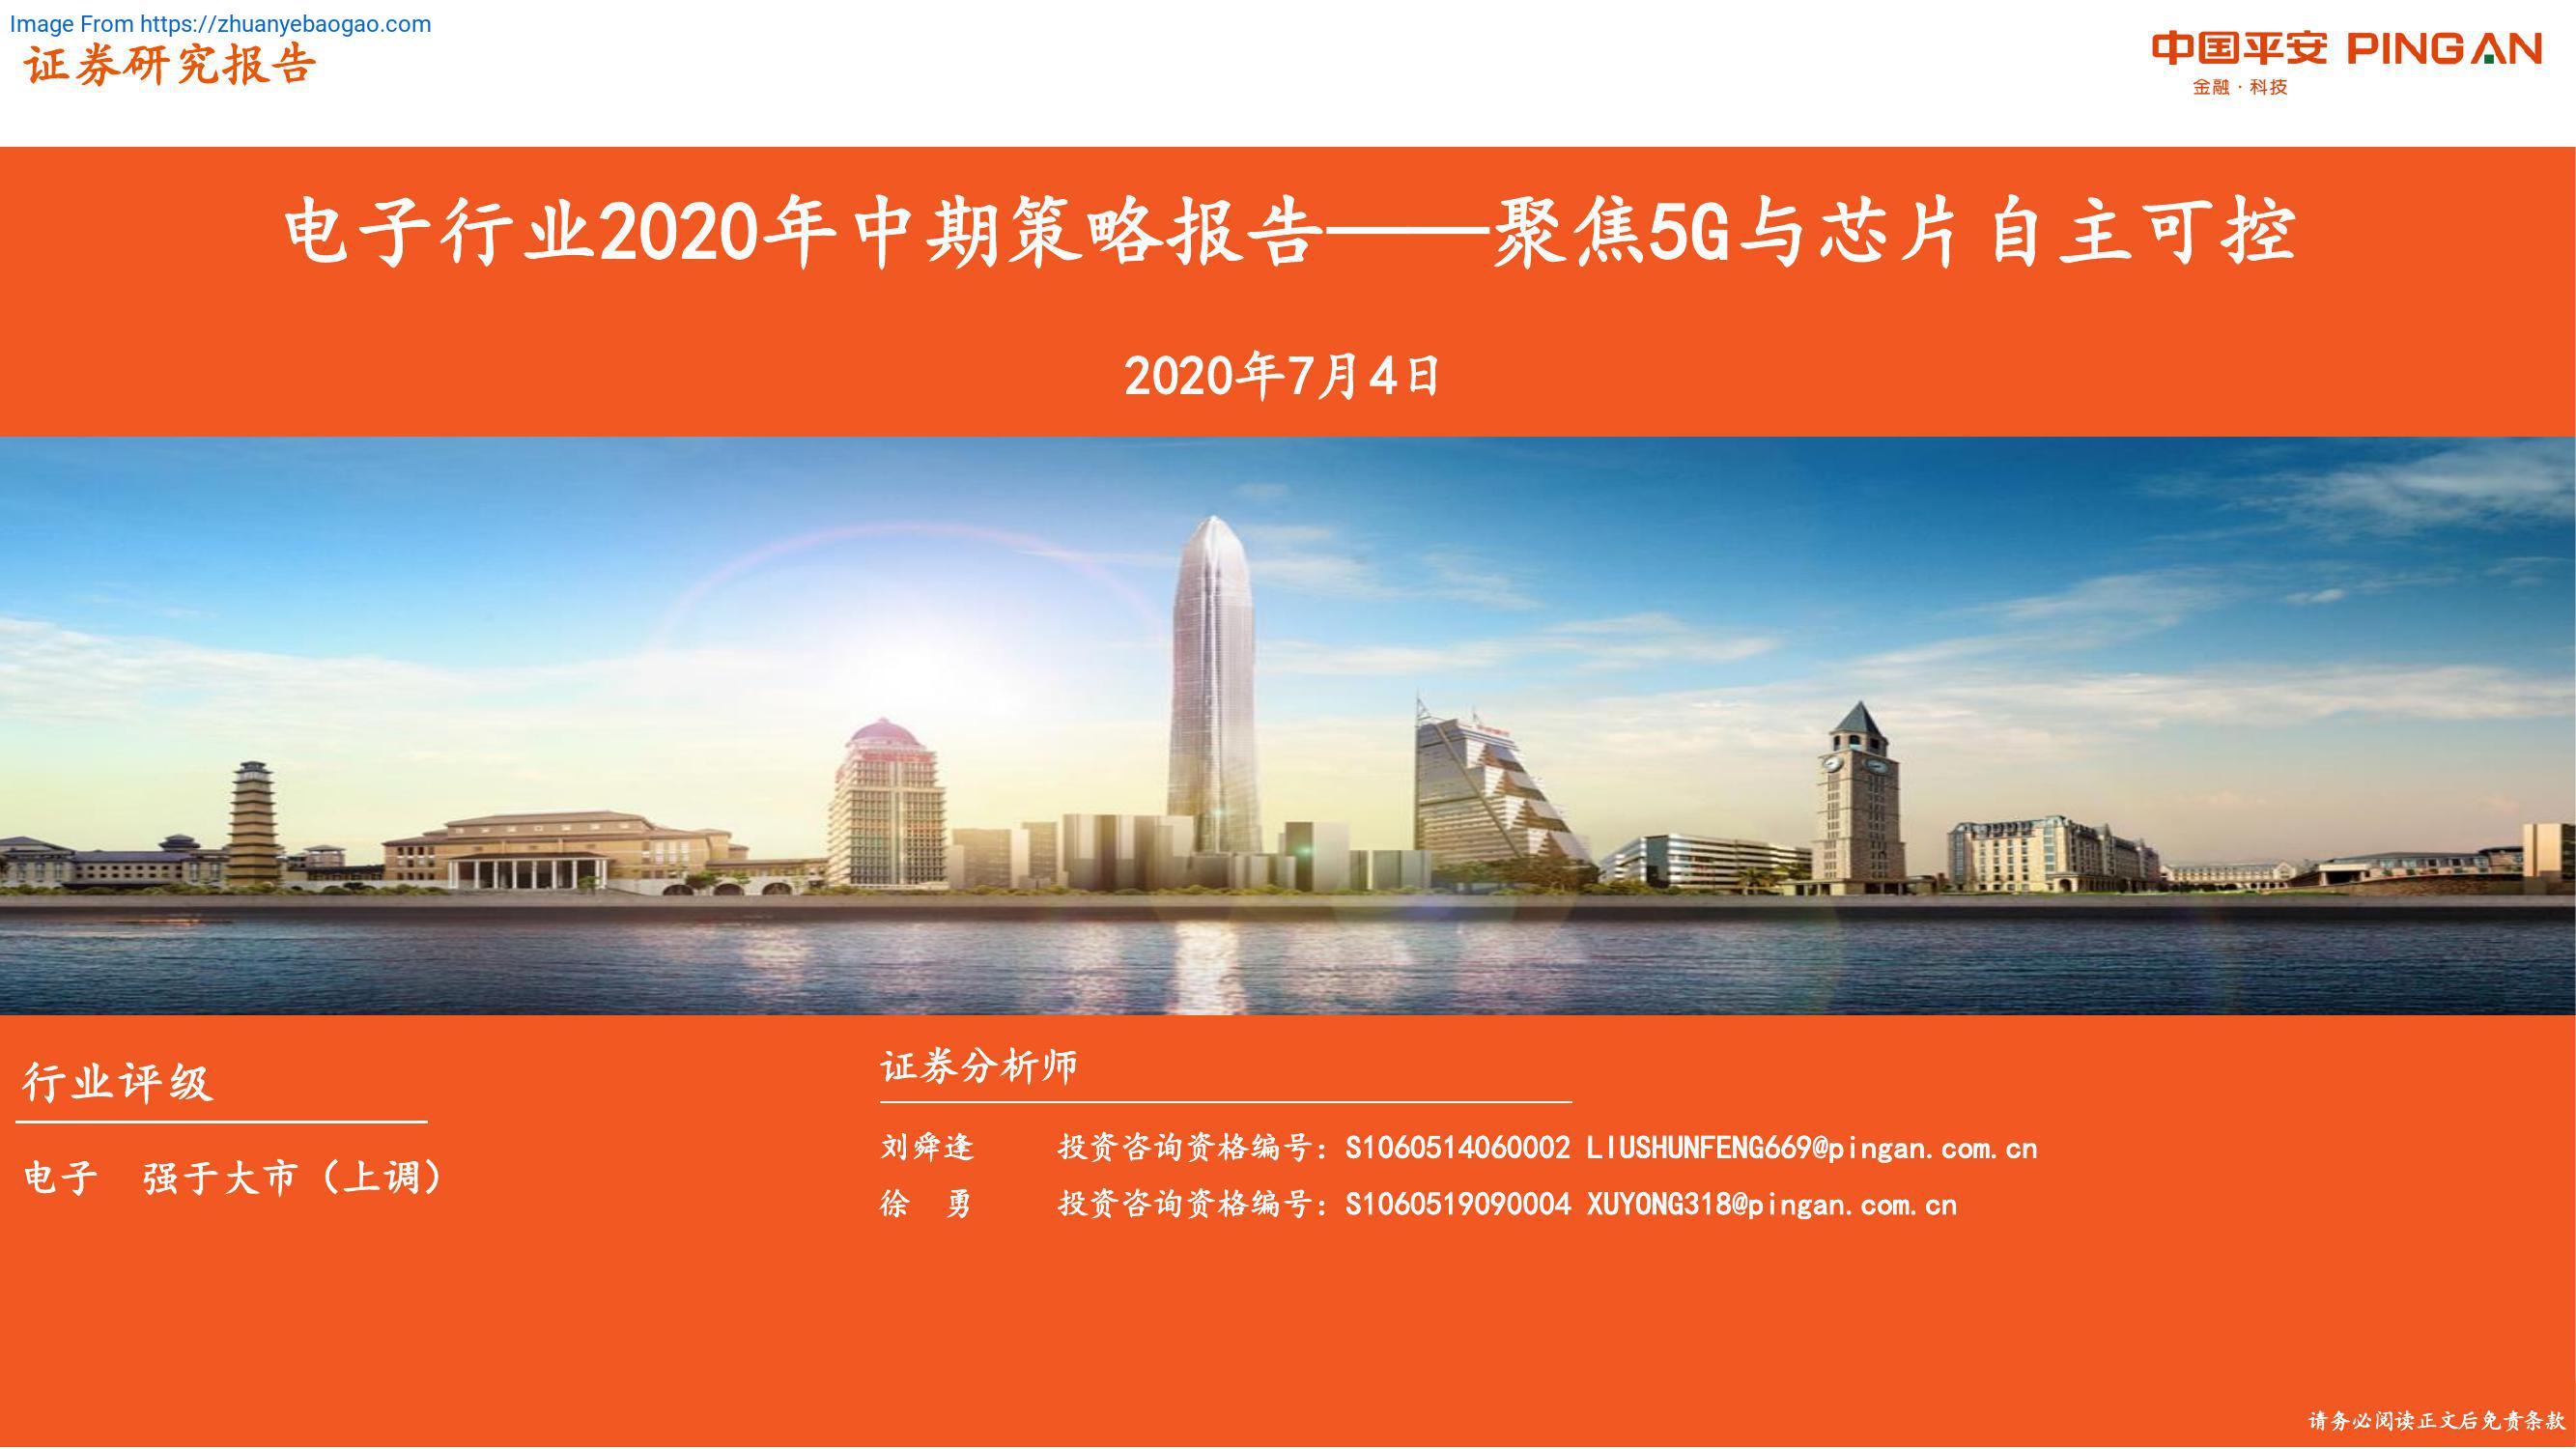 Image From https://zhuanyebaogao.com
证券研究报告
中国平安 PINGAN
金融·科技
电子行业2020年中期策略报告——聚焦5G与芯片自主可控
2020年7月4日
行业评级
电子 强于大市（上调）
证券分析师
刘舜逢 投资咨询资格编号：S1060514060002 LIUSHUNFENG669@pingan.com.cn
徐 勇 投资咨询资格编号：S1060519090004 XUYONG318@pingan.com.cn
请务必阅读正文后免责条款